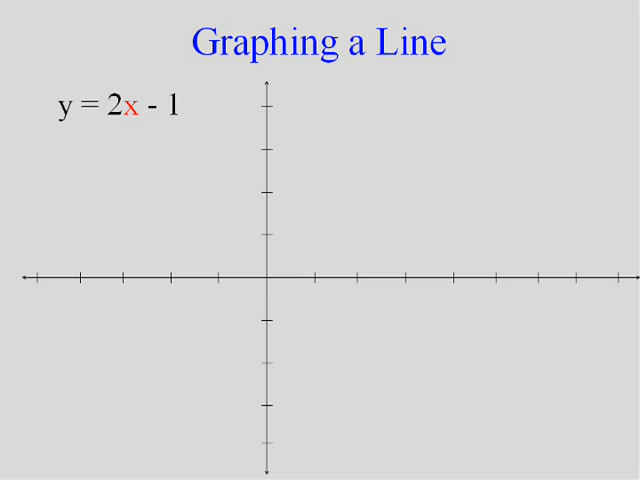 Graphing a Line
y = 2x - 1